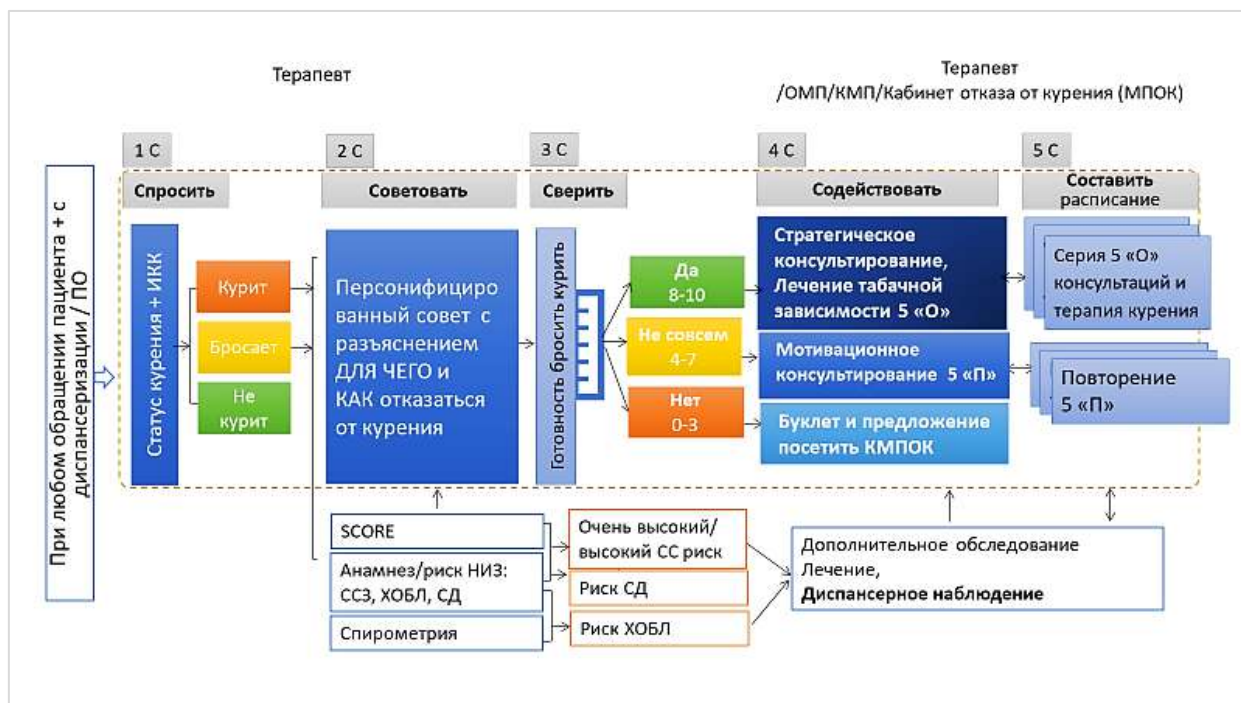 Терапевт
Терапевт
/ОМП/КМП/Кабинет отказа от курения (МПОК)
При любом обращении пациента + с
диспансеризации / ПО
1 С
2 С
3 С
4 С
5 С
Спросить
Советовать
Сверить
Содействовать
Составить
расписание
Статус курения + ИКК
Курит
Бросает
Не
курит
Персонифициро
ванный совет с
разъяснением
ДЛЯ ЧЕГО и
КАК отказаться
от курения
Готовность бросить курить
Да
8-10
Не совсем
4-7
Нет
0-3
Стратегическое
консультирование,
Лечение табачной
зависимости 5 «О»
Мотивационное
консультирование 5 «П»
Буклет и предложение
посетить КМПОК
Серия 5 «О»
консультаций и
терапия курения
Повторение
5 «П»
SCORE
Анамнез/риск НИЗ:
ССЗ, ХОБЛ, СД
Спирометрия
Очень высокий/
высокий СС риск
Риск СД
Риск ХОБЛ
Дополнительное обследование
Лечение,
Диспансерное наблюдение